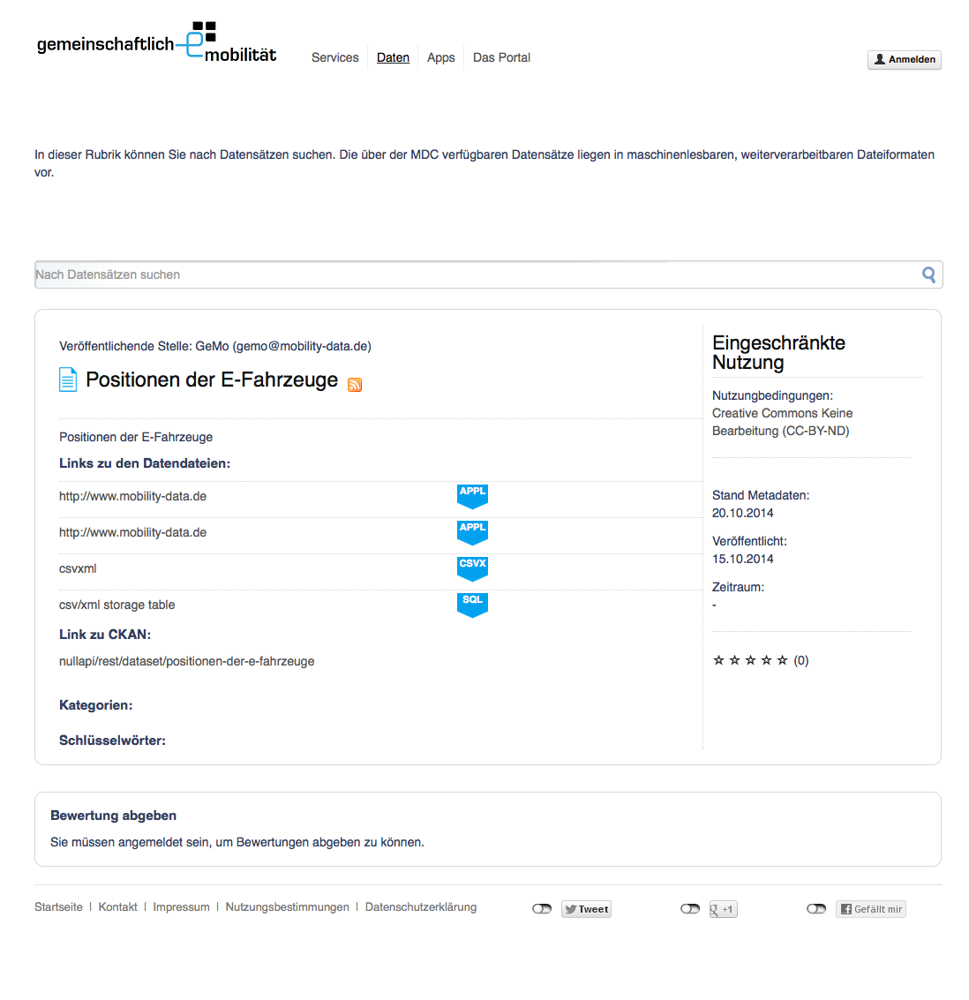 gemeinschaftlich e mobilität
Services Daten Apps Das Portal
Anmelden
In dieser Rubrik können Sie nach Datensätzen suchen. Die über der MDC verfügbaren Datensätze liegen in maschinenlesbaren, weiterverarbeitbaren Dateiformaten
vor.
Nach Datensätzen suchen
Veröffentlichende Stelle: GeMo (gemo@mobility-data.de)
Positionen der E-Fahrzeuge
Positionen der E-Fahrzeuge
Links zu den Datendateien:
http://www.mobility-data.de APPL
http://www.mobility-data.de APPL
csvxml CSVX
csv/xml storage table SQL
Link zu CKAN:
nullapi/rest/dataset/positionen-der-e-fahrzeuge
Kategorien:
Schlüsselwörter:
Eingeschränkte
Nutzung
Nutzungbedingungen:
Creative Commons Keine
Bearbeitung (CC-BY-ND)
Stand Metadaten:
20.10.2014
Veröffentlicht:
15.10.2014
Zeitraum:
-
(0)
Bewertung abgeben
Sie müssen angemeldet sein, um Bewertungen abgeben zu können.
Startseite | Kontakt | Impressum | Nutzungsbestimmungen | Datenschutzerklärung Tweet g +1 Gefällt mir